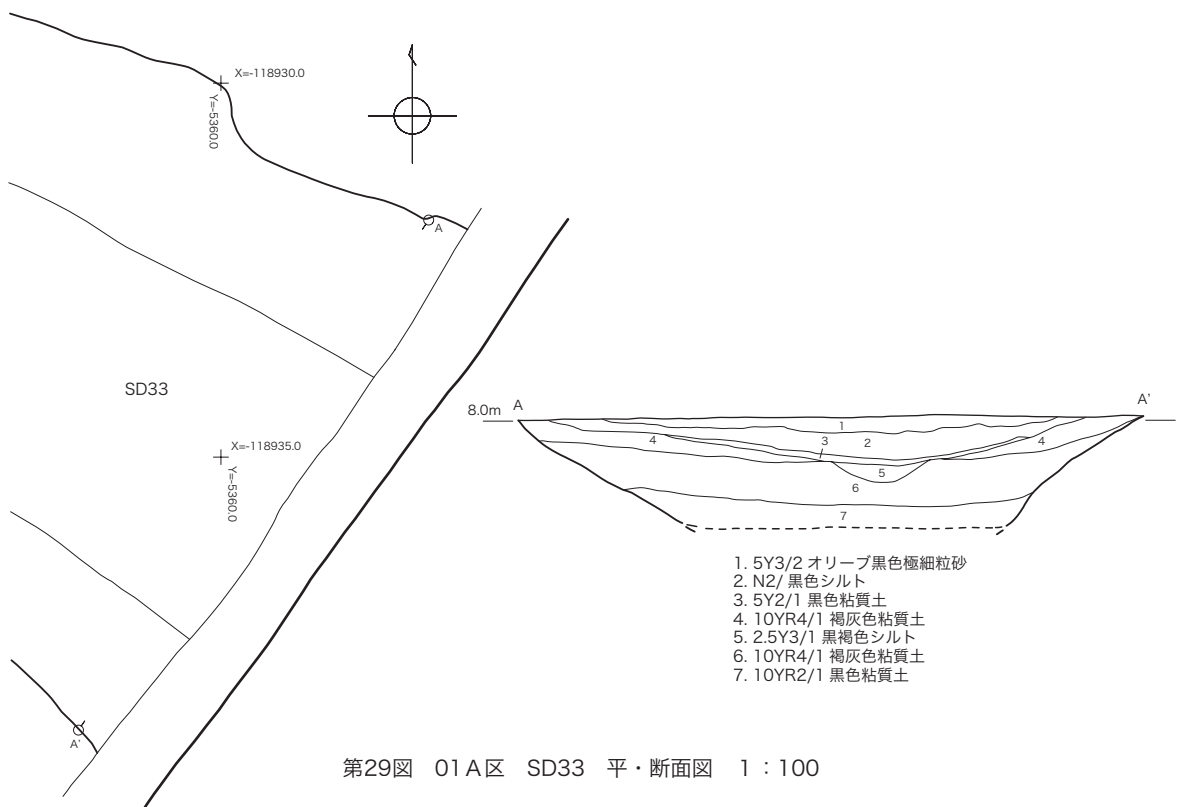 X=-118930.0
Y=-5360.0
A
SD33
X=-118935.0
Y=-5360.0
A'
8.0m
A
A'
1
2
3
4
4
5
6
7
1. 5Y3/2 オリーブ黒色極細粒砂
2. N2/ 黒色シルト
3. 5Y2/1 黒色粘質土
4. 10YR4/1 褐灰色粘質土
5. 2.5Y3/1 黒褐色シルト
6. 10YR4/1 褐灰色粘質土
7. 10YR2/1 黒色粘質土
第29図　01A区　SD33　平・断面図　1：100